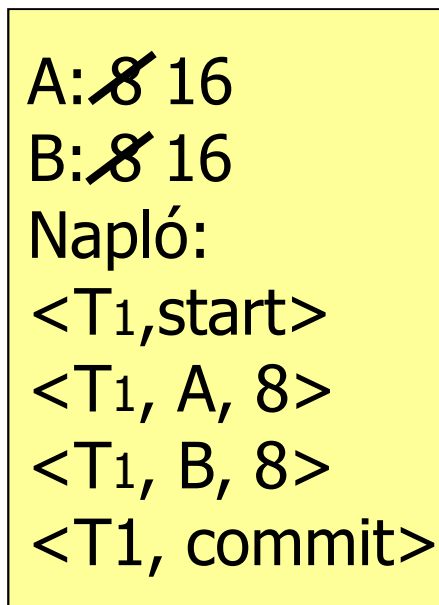 A: 8 16
B: 8 16
Napló:
<T1,start>
<T1, A, 8>
<T1, B, 8>
<T1, commit>